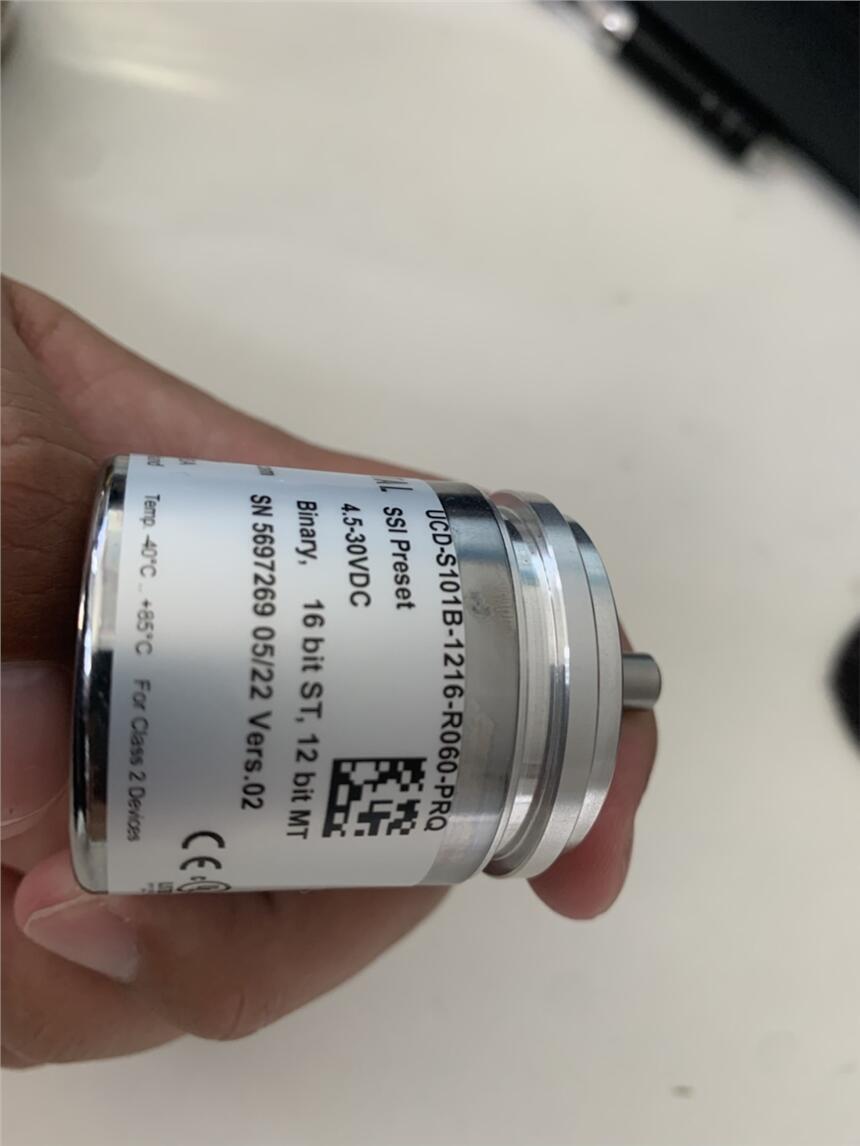 UCD-S101B-1216-R060-PRQ
SSI Preset
4.5-30VDC
Binary, 16 bit ST, 12 bit MT
SN 5697269 05/22 Vers.02
CE
Temp. -40°C .. +85°C For Class 2 Devices